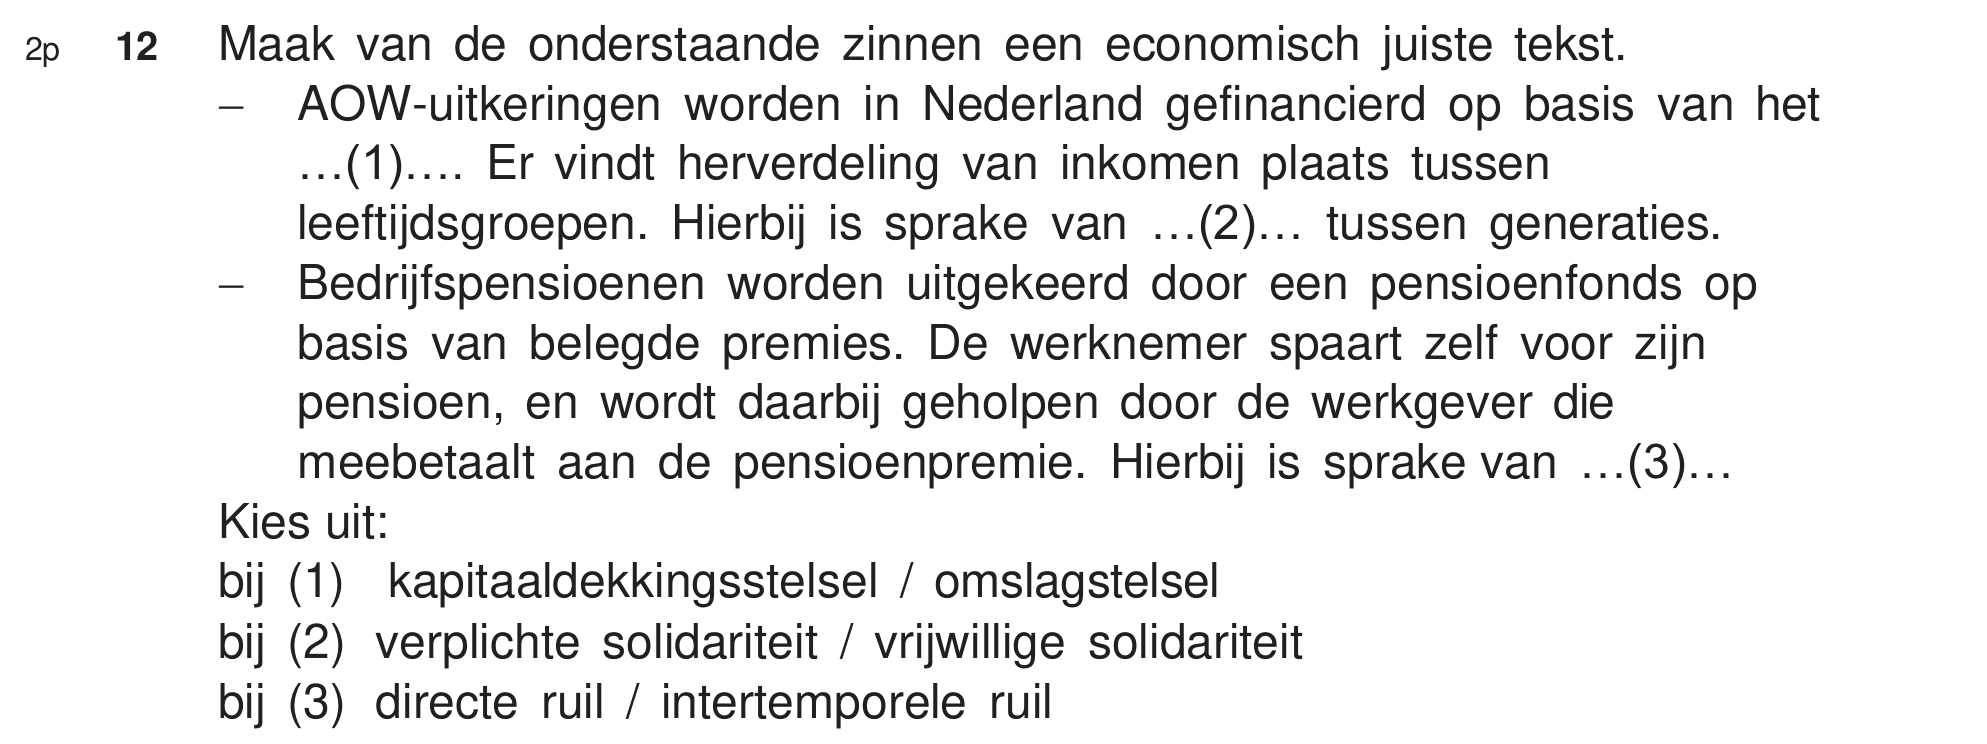 2p 12 Maak van de onderstaande zinnen een economisch juiste tekst.
– AOW-uitkeringen worden in Nederland gefinancierd op basis van het
…(1)…. Er vindt herverdeling van inkomen plaats tussen
leeftijdsgroepen. Hierbij is sprake van …(2)… tussen generaties.
– Bedrijfspensioenen worden uitgekeerd door een pensioenfonds op
basis van belegde premies. De werknemer spaart zelf voor zijn
pensioen, en wordt daarbij geholpen door de werkgever die
meebetaalt aan de pensioenpremie. Hierbij is sprake van …(3)…
Kies uit:
bij (1) kapitaaldekkingsstelsel / omslagstelsel
bij (2) verplichte solidariteit / vrijwillige solidariteit
bij (3) directe ruil / intertemporele ruil